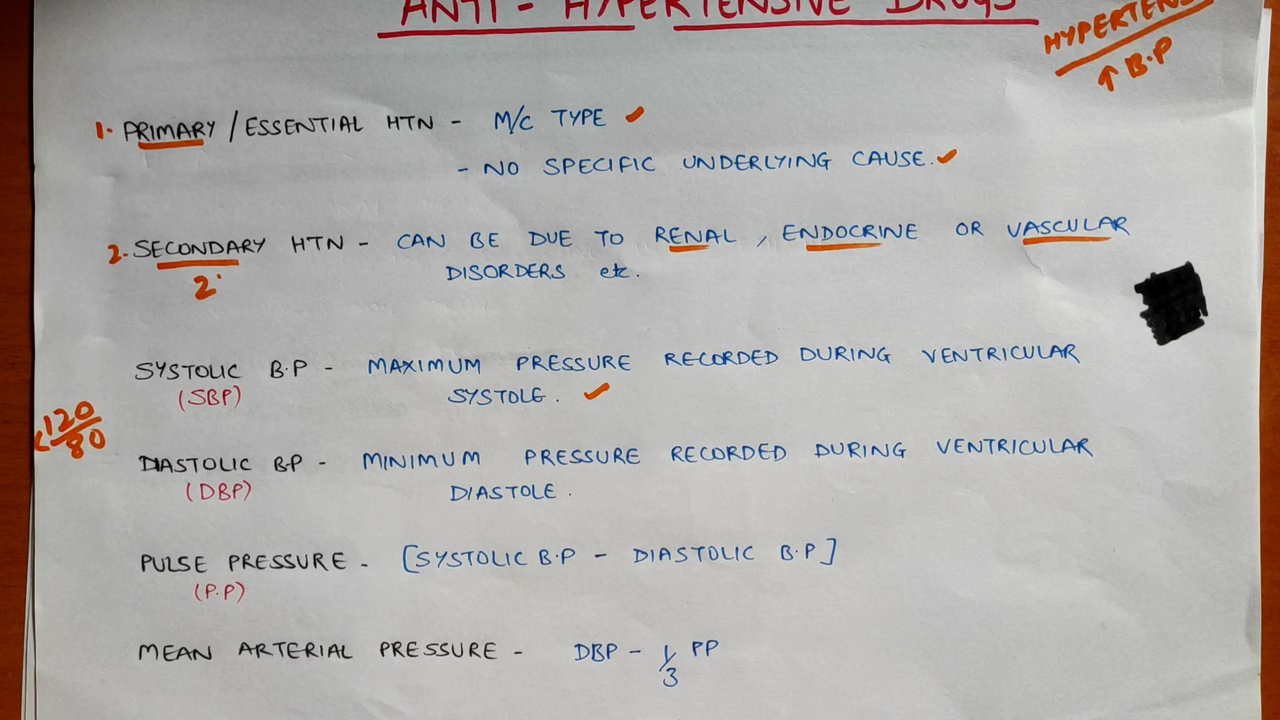 ANTI - HYPERTENSIVE DRUGS
HYPERTENS
↑ B.P
1. PRIMARY / ESSENTIAL HTN - M/C TYPE ✓
- NO SPECIFIC UNDERLYING CAUSE. ✓
2. SECONDARY HTN - CAN BE DUE TO RENAL , ENDOCRINE OR VASCULAR
2° DISORDERS etc.
SYSTOLIC B.P - MAXIMUM PRESSURE RECORDED DURING VENTRICULAR
(SBP) SYSTOLE. ✓
<120/80
DIASTOLIC B.P - MINIMUM PRESSURE RECORDED DURING VENTRICULAR
(DBP) DIASTOLE.
PULSE PRESSURE - [SYSTOLIC B.P - DIASTOLIC B.P]
(P.P)
MEAN ARTERIAL PRESSURE - DBP - 1/3 PP